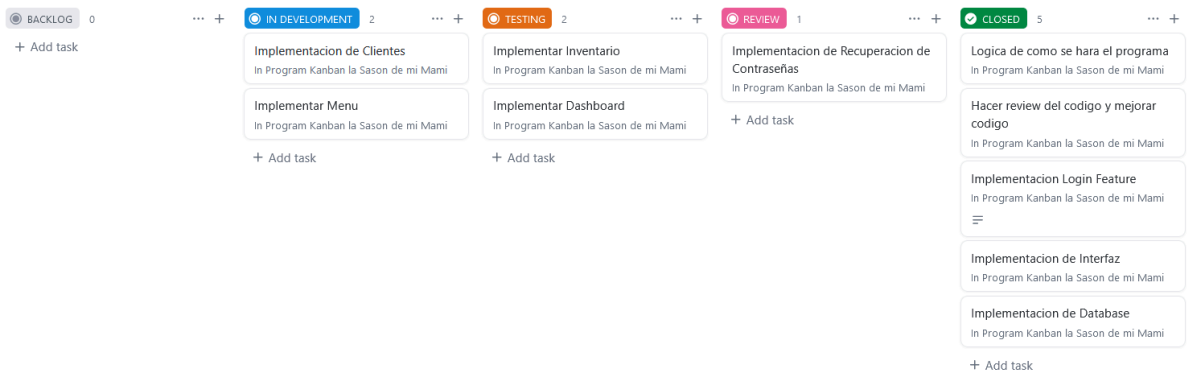 BACKLOG 0
+ Add task
IN DEVELOPMENT 2
Implementacion de Clientes
In Program Kanban la Sason de mi Mami
Implementar Menu
In Program Kanban la Sason de mi Mami
+ Add task
TESTING 2
Implementar Inventario
In Program Kanban la Sason de mi Mami
Implementar Dashboard
In Program Kanban la Sason de mi Mami
+ Add task
REVIEW 1
Implementacion de Recuperacion de
Contraseñas
In Program Kanban la Sason de mi Mami
+ Add task
CLOSED 5
Logica de como se hara el programa
In Program Kanban la Sason de mi Mami
Hacer review del codigo y mejorar
codigo
In Program Kanban la Sason de mi Mami
Implementacion Login Feature
In Program Kanban la Sason de mi Mami
Implementacion de Interfaz
In Program Kanban la Sason de mi Mami
Implementacion de Database
In Program Kanban la Sason de mi Mami
+ Add task